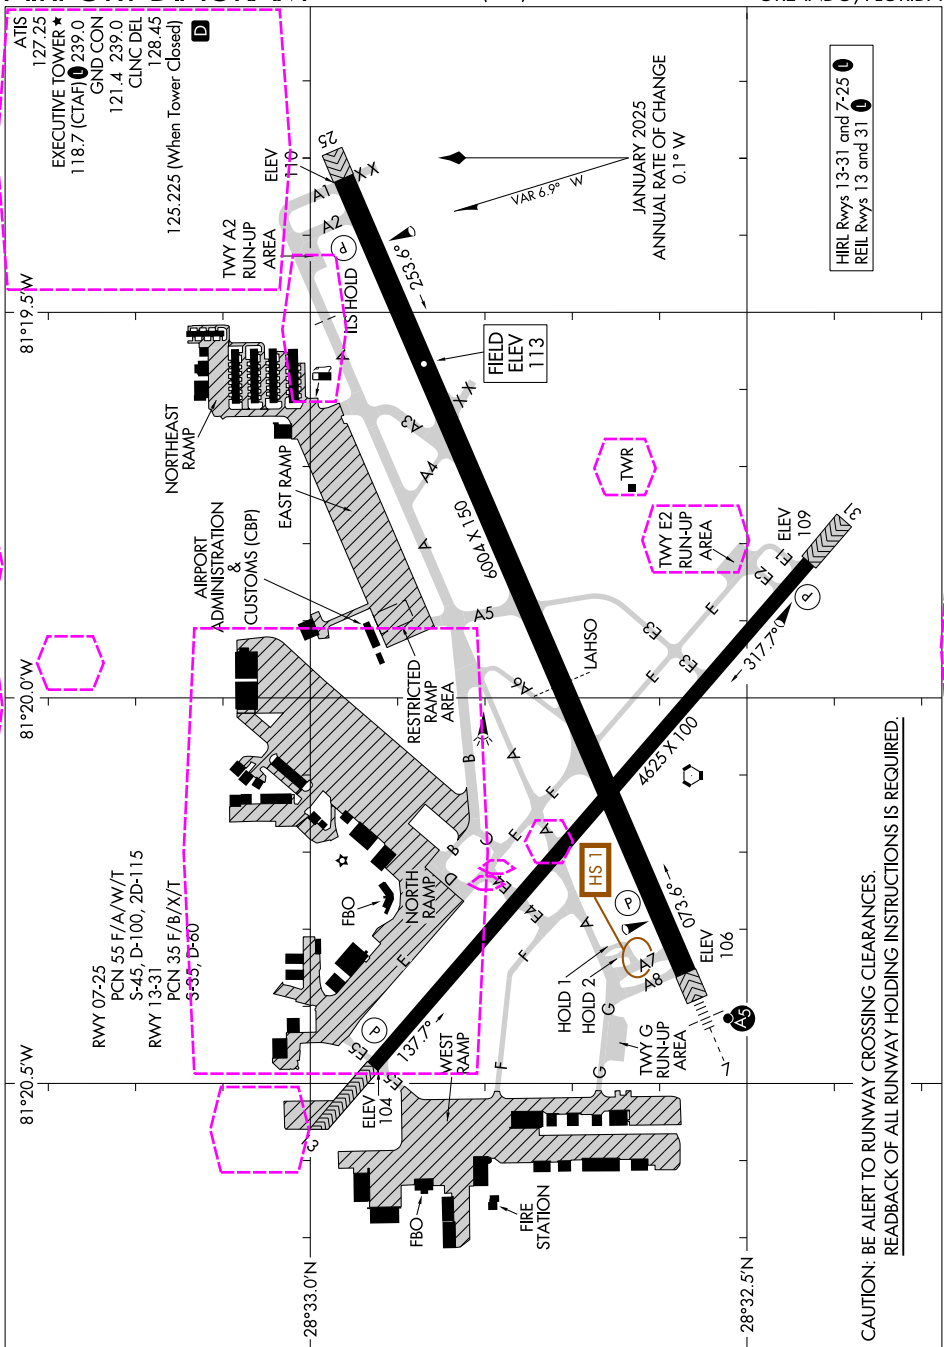 ATIS
127.25
EXECUTIVE TOWER★
118.7 (CTAF) L 239.0
GND CON
121.4 239.0
CLNC DEL
128.45
125.225 (When Tower Closed)
D
HIRL Rwys 13-31 and 7-25 L
REIL Rwys 13 and 31 L
JANUARY 2025
ANNUAL RATE OF CHANGE
0.1° W
VAR 6.9° W
25
ELEV
110
X X
A1
A2
P
TWY A2
RUN-UP
AREA
253.6°
81°19.5'W
ILS HOLD
A
FIELD
ELEV
113
NORTHEAST
RAMP
A3
X X
A4
A
EAST RAMP
TWR
6004 X 150
TWY E2
RUN-UP
AREA
ELEV
109
31
E1
E2
P
AIRPORT
ADMINISTRATION
&
CUSTOMS (CBP)
A5
E
E3
E3
E
317.7°
LAHSO
A6
RESTRICTED
RAMP
AREA
81°20.0'W
B
A
4625 X 100
E
E
A
B
C
D
E4
E4
NORTH
RAMP
HS 1
FBO
F
A
P
073.6°
ELEV
106
F
HOLD 1
HOLD 2
A7
A8
G
RWY 07-25
PCN 55 F/A/W/T
S-45, D-100, 2D-115
RWY 13-31
PCN 35 F/B/X/T
S-35, D-60
P
137.7°
E5
E5
A5
7
TWY G
RUN-UP
AREA
WEST
RAMP
F
G
81°20.5'W
ELEV
104
13
FBO
FIRE
STATION
28°33.0'N
28°32.5'N
CAUTION: BE ALERT TO RUNWAY CROSSING CLEARANCES.
READBACK OF ALL RUNWAY HOLDING INSTRUCTIONS IS REQUIRED.